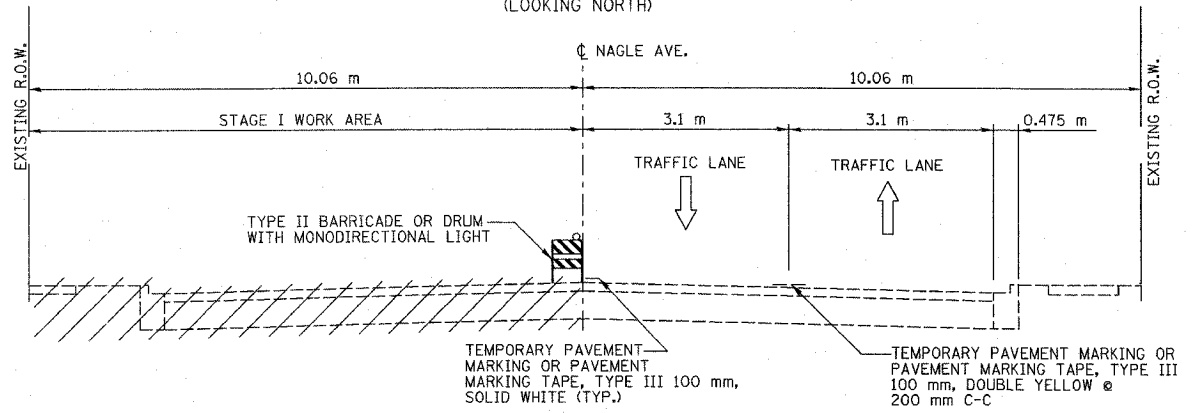 (LOOKING NORTH)
℄ NAGLE AVE.
EXISTING R.O.W.
10.06 m
10.06 m
EXISTING R.O.W.
STAGE I WORK AREA
3.1 m
3.1 m
0.475 m
TRAFFIC LANE
TRAFFIC LANE
TYPE II BARRICADE OR DRUM
WITH MONODIRECTIONAL LIGHT
TEMPORARY PAVEMENT
MARKING OR PAVEMENT
MARKING TAPE, TYPE III 100 mm,
SOLID WHITE (TYP.)
TEMPORARY PAVEMENT MARKING OR
PAVEMENT MARKING TAPE, TYPE III
100 mm, DOUBLE YELLOW @
200 mm C-C